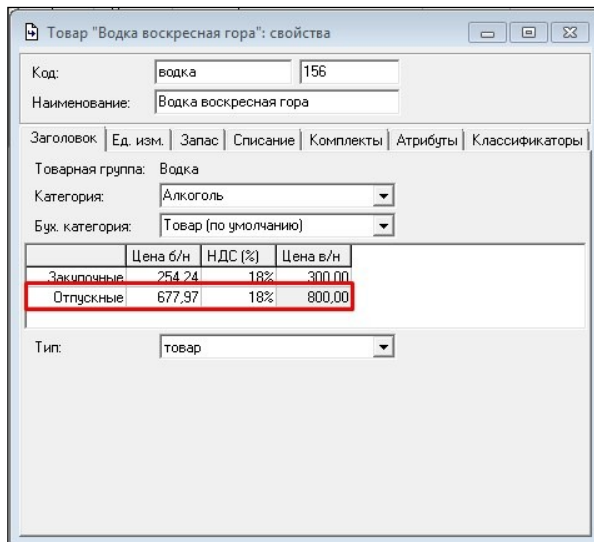 Товар "Водка воскресная гора": свойства
Код: водка 156
Наименование: Водка воскресная гора
Заголовок Ед. изм. Запас Списание Комплекты Атрибуты Классификаторы
Товарная группа: Водка
Категория: Алкоголь
Бух. категория: Товар (по умолчанию)
Цена б/н НДС (%) Цена в/н
Закупочные 254,24 18% 300,00
Отпускные 677,97 18% 800,00
Тип: товар